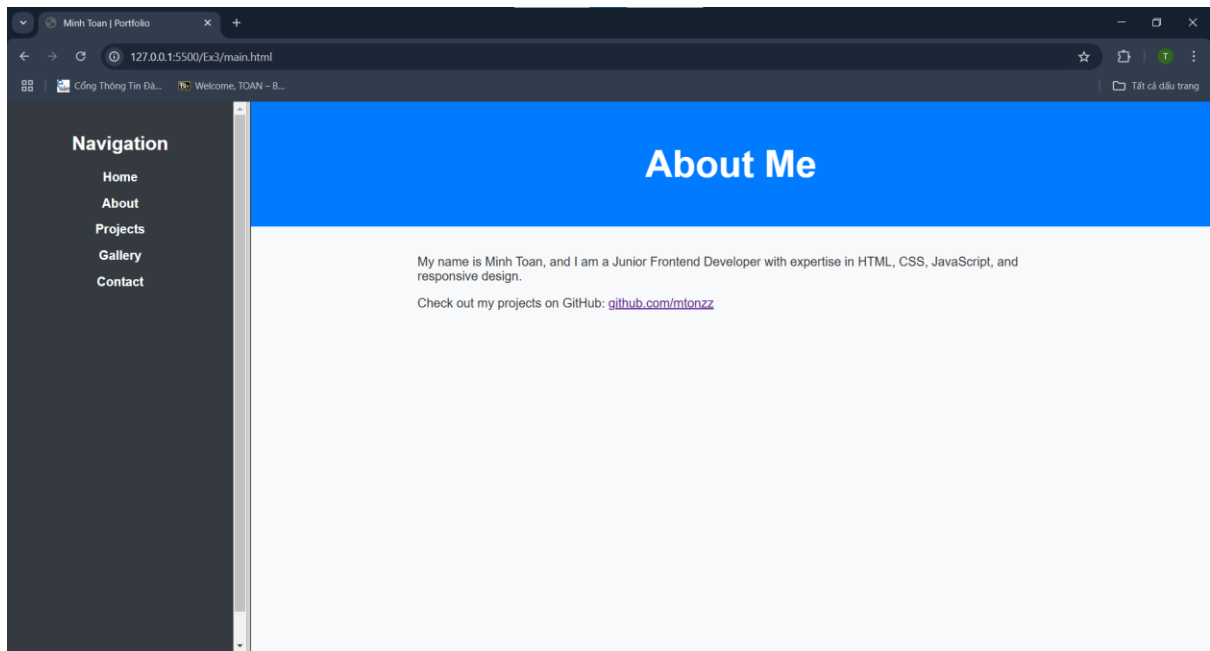 Minh Toan | Portfolio
127.0.0.1:5500/Ex3/main.html
T
Cổng Thông Tin Đà...
Welcome, TOAN – B...
Tất cả dấu trang
Navigation
Home
About
Projects
Gallery
Contact
About Me
My name is Minh Toan, and I am a Junior Frontend Developer with expertise in HTML, CSS, JavaScript, and
responsive design.
Check out my projects on GitHub: github.com/mtonzz